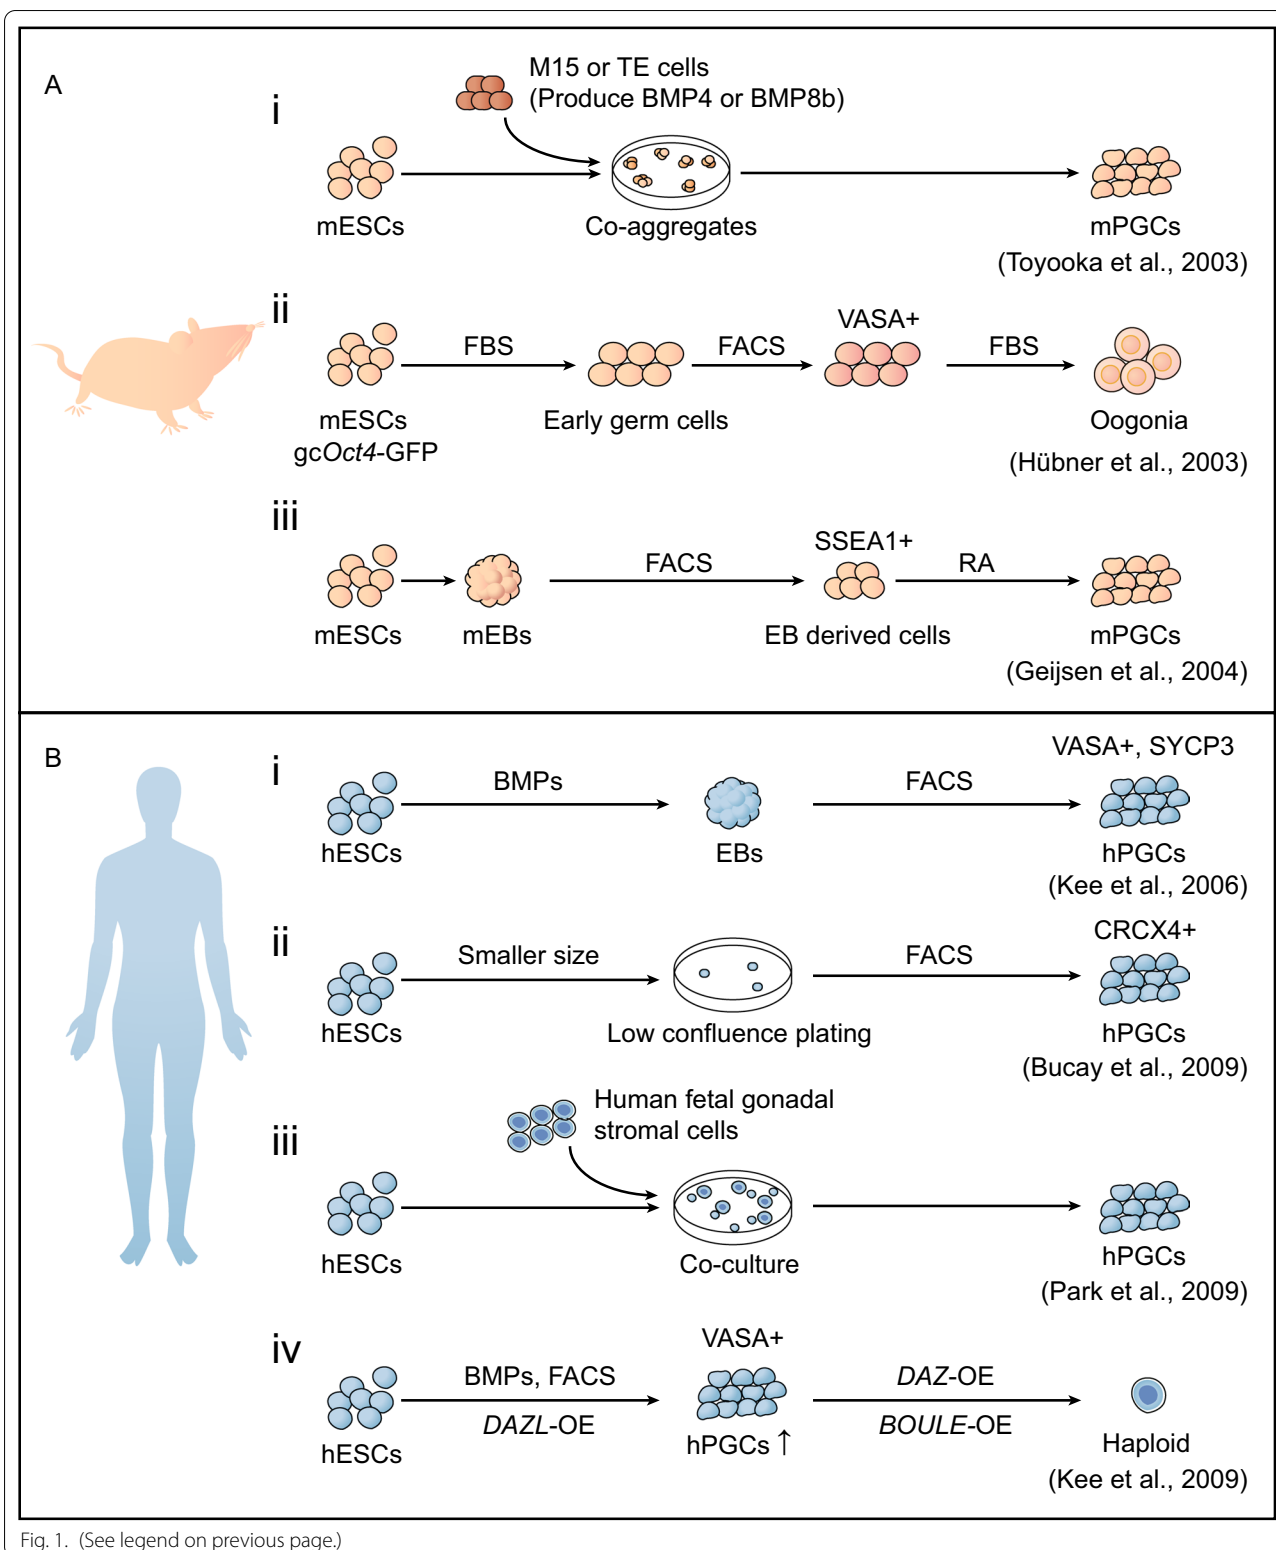 A
i
M15 or TE cells
(Produce BMP4 or BMP8b)
mESCs
Co-aggregates
mPGCs
(Toyooka et al., 2003)
ii
FBS
FACS
VASA+
FBS
mESCs
gcOct4-GFP
Early germ cells
Oogonia
(Hübner et al., 2003)
iii
FACS
SSEA1+
RA
mESCs
mEBs
EB derived cells
mPGCs
(Geijsen et al., 2004)
B
i
BMPs
FACS
VASA+, SYCP3
hESCs
EBs
hPGCs
(Kee et al., 2006)
ii
Smaller size
FACS
CRCX4+
hESCs
Low confluence plating
hPGCs
(Bucay et al., 2009)
iii
Human fetal gonadal
stromal cells
hESCs
Co-culture
hPGCs
(Park et al., 2009)
iv
BMPs, FACS
DAZL-OE
VASA+
hPGCs ↑
DAZ-OE
BOULE-OE
hESCs
Haploid
(Kee et al., 2009)
Fig. 1. (See legend on previous page.)